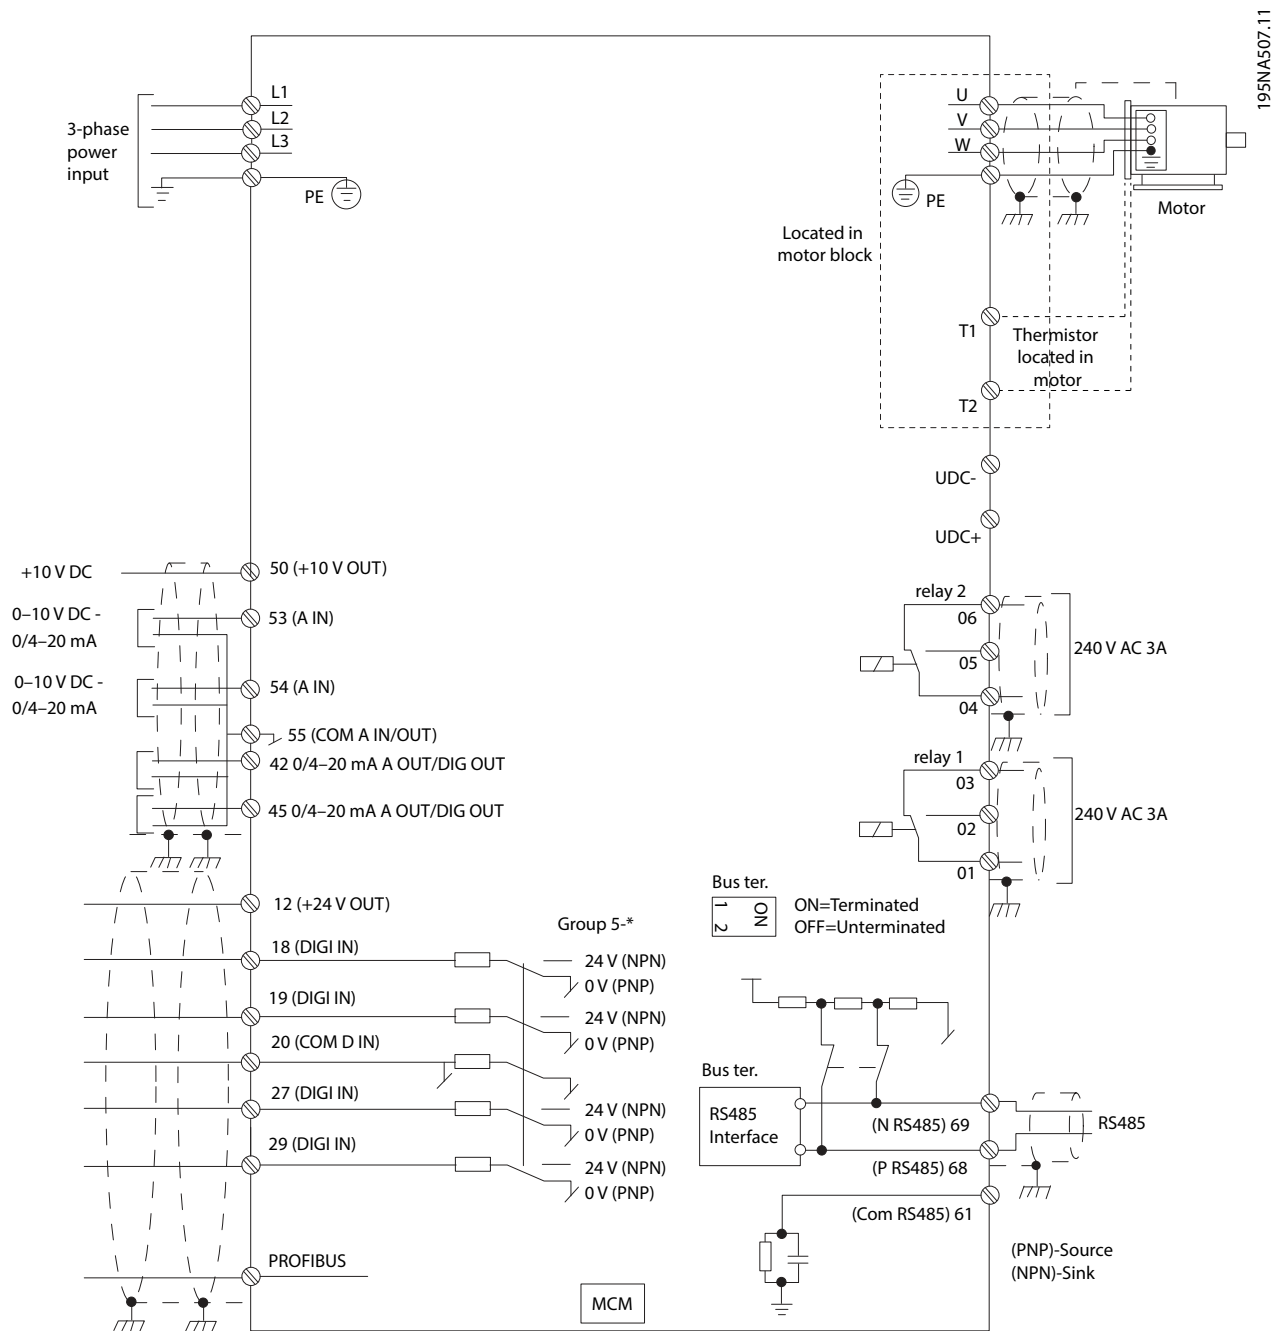 195NA507.11
3-phase
power
input
L1
L2
L3
PE
U
V
W
PE
Motor
Located in
motor block
T1
Thermistor
located in
motor
T2
UDC-
UDC+
+10 V DC
50 (+10 V OUT)
0–10 V DC -
0/4–20 mA
53 (A IN)
0–10 V DC -
0/4–20 mA
54 (A IN)
55 (COM A IN/OUT)
42 0/4–20 mA A OUT/DIG OUT
45 0/4–20 mA A OUT/DIG OUT
relay 2
06
05
04
240 V AC 3A
relay 1
03
02
01
240 V AC 3A
12 (+24 V OUT)
18 (DIGI IN)
19 (DIGI IN)
20 (COM D IN)
27 (DIGI IN)
29 (DIGI IN)
PROFIBUS
Group 5-*
24 V (NPN)
0 V (PNP)
24 V (NPN)
0 V (PNP)
24 V (NPN)
0 V (PNP)
24 V (NPN)
0 V (PNP)
Bus ter.
1 2
ON
ON=Terminated
OFF=Unterminated
Bus ter.
RS485
Interface
(N RS485) 69
(P RS485) 68
(Com RS485) 61
RS485
(PNP)-Source
(NPN)-Sink
MCM